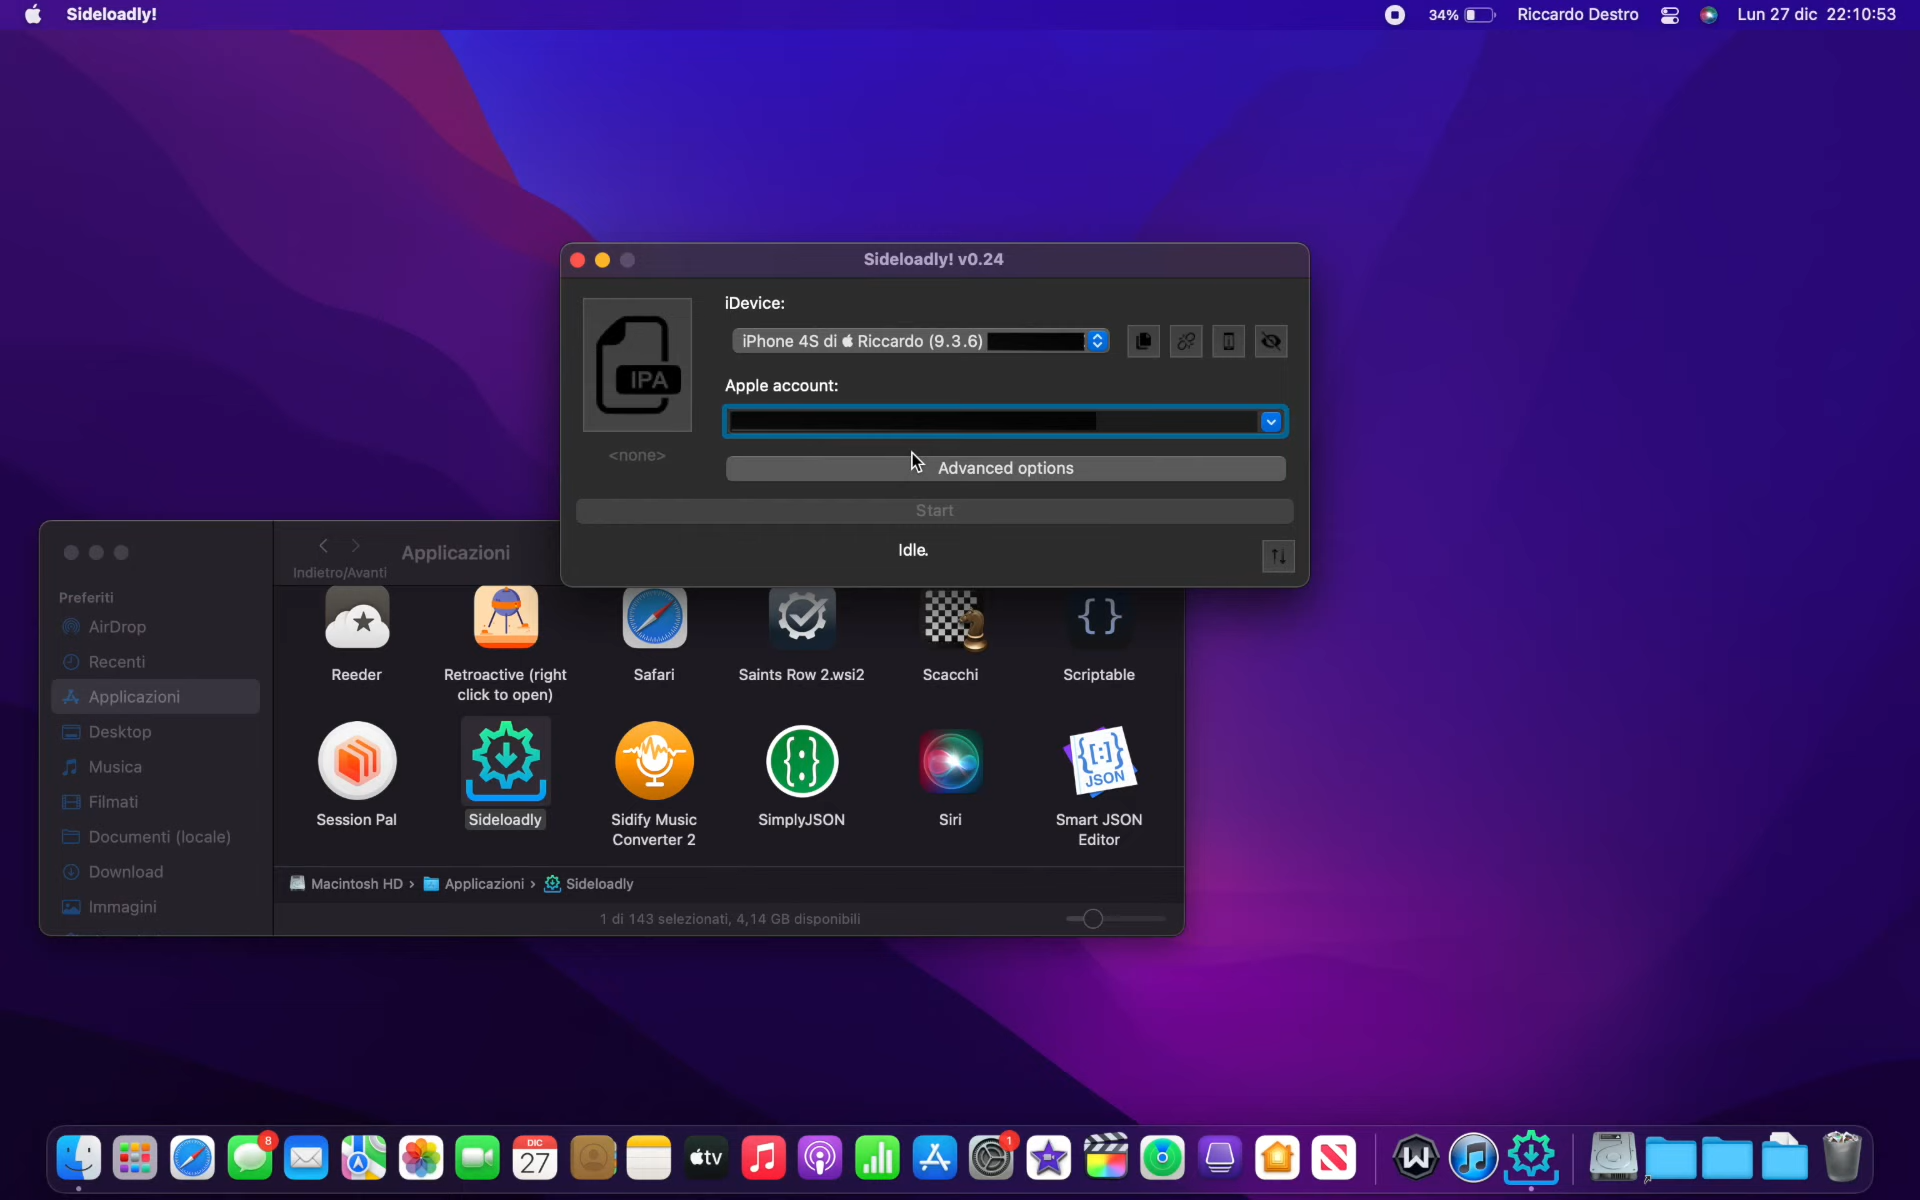 Sideloadly!
34%
Riccardo Destro
Lun 27 dic 22:10:53
Sideloadly! v0.24
iDevice:
iPhone 4S di  Riccardo (9.3.6)
IPA
<none>
Apple account:
Advanced options
Start
Idle.
Indietro/Avanti
Applicazioni
Preferiti
AirDrop
Recenti
Applicazioni
Desktop
Musica
Filmati
Documenti (locale)
Download
Immagini
{ }
Reeder
Retroactive (right
click to open)
Safari
Saints Row 2.wsi2
Scacchi
Scriptable
{:}
{[:]}
JSON
Session Pal
Sideloadly
Sidify Music
Converter 2
SimplyJSON
Siri
Smart JSON
Editor
Macintosh HD › Applicazioni › Sideloadly
1 di 143 selezionati, 4,14 GB disponibili
8
DIC
27
tv
1
W